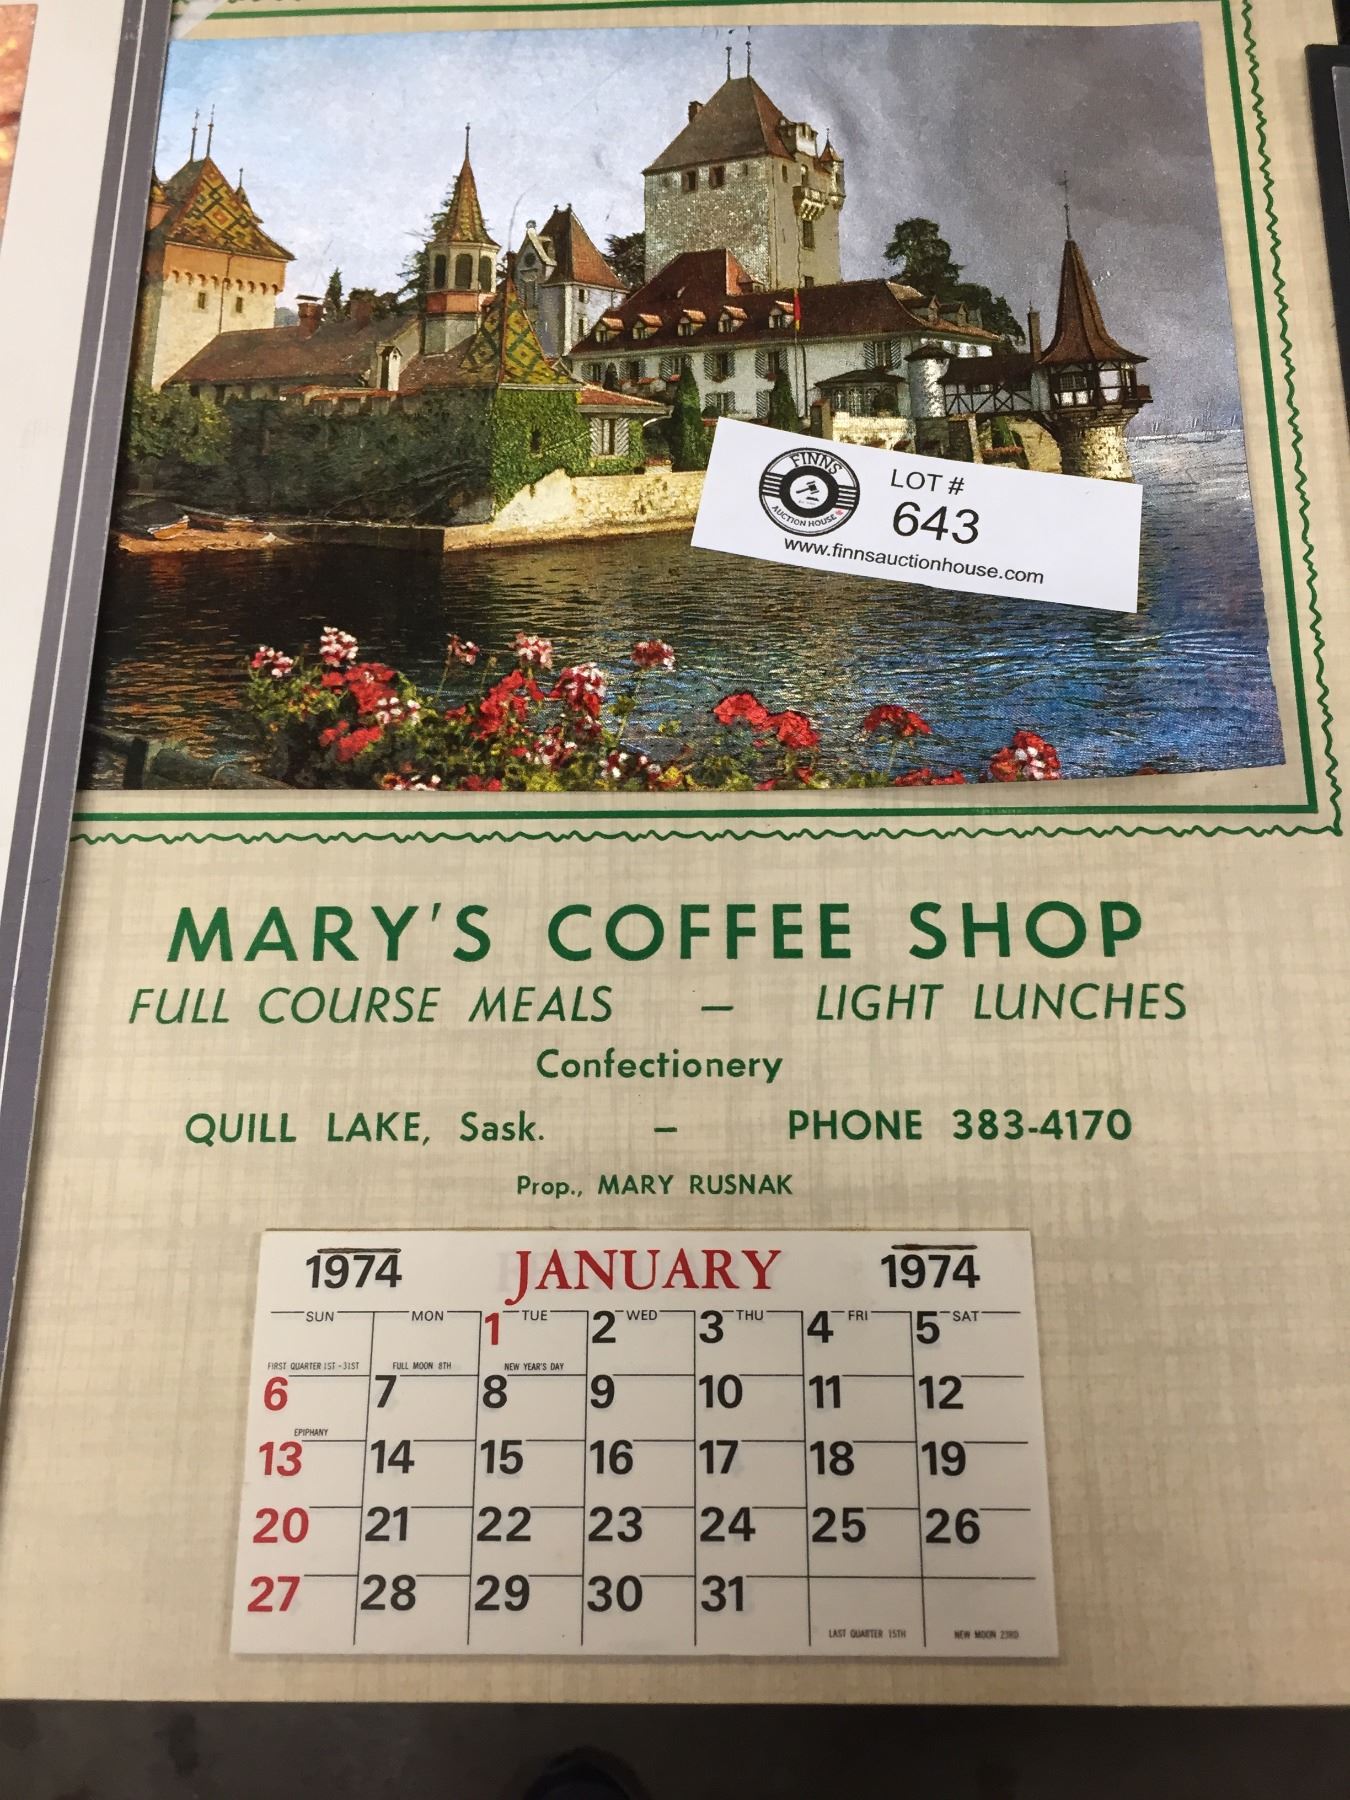 FINNS
AUCTION HOUSE
LOT #
643
www.finnsauctionhouse.com
MARY'S COFFEE SHOP
FULL COURSE MEALS — LIGHT LUNCHES
Confectionery
QUILL LAKE, Sask. — PHONE 383-4170
Prop., MARY RUSNAK
1974 JANUARY 1974
SUN MON TUE WED THU FRI SAT
1 2 3 4 5
FIRST QUARTER 1ST-31ST FULL MOON 8TH NEW YEAR'S DAY
6 7 8 9 10 11 12
EPIPHANY
13 14 15 16 17 18 19
20 21 22 23 24 25 26
27 28 29 30 31
LAST QUARTER 15TH NEW MOON 23RD